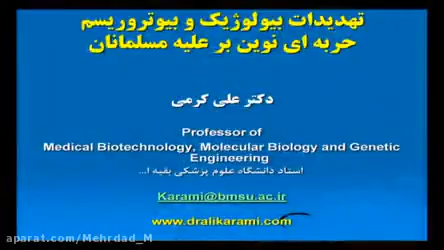 تهدیدات بیولوژیک و بیوتروریسم
حربه ای نوین بر علیه مسلمانان
دکتر علی کرمی
Professor of
Medical Biotechnology, Molecular Biology and Genetic
Engineering
استاد دانشگاه علوم پزشکی بقیه ا...
Karami@bmsu.ac.ir
www.dralikarami.com
aparat.com/Mehrdad_M